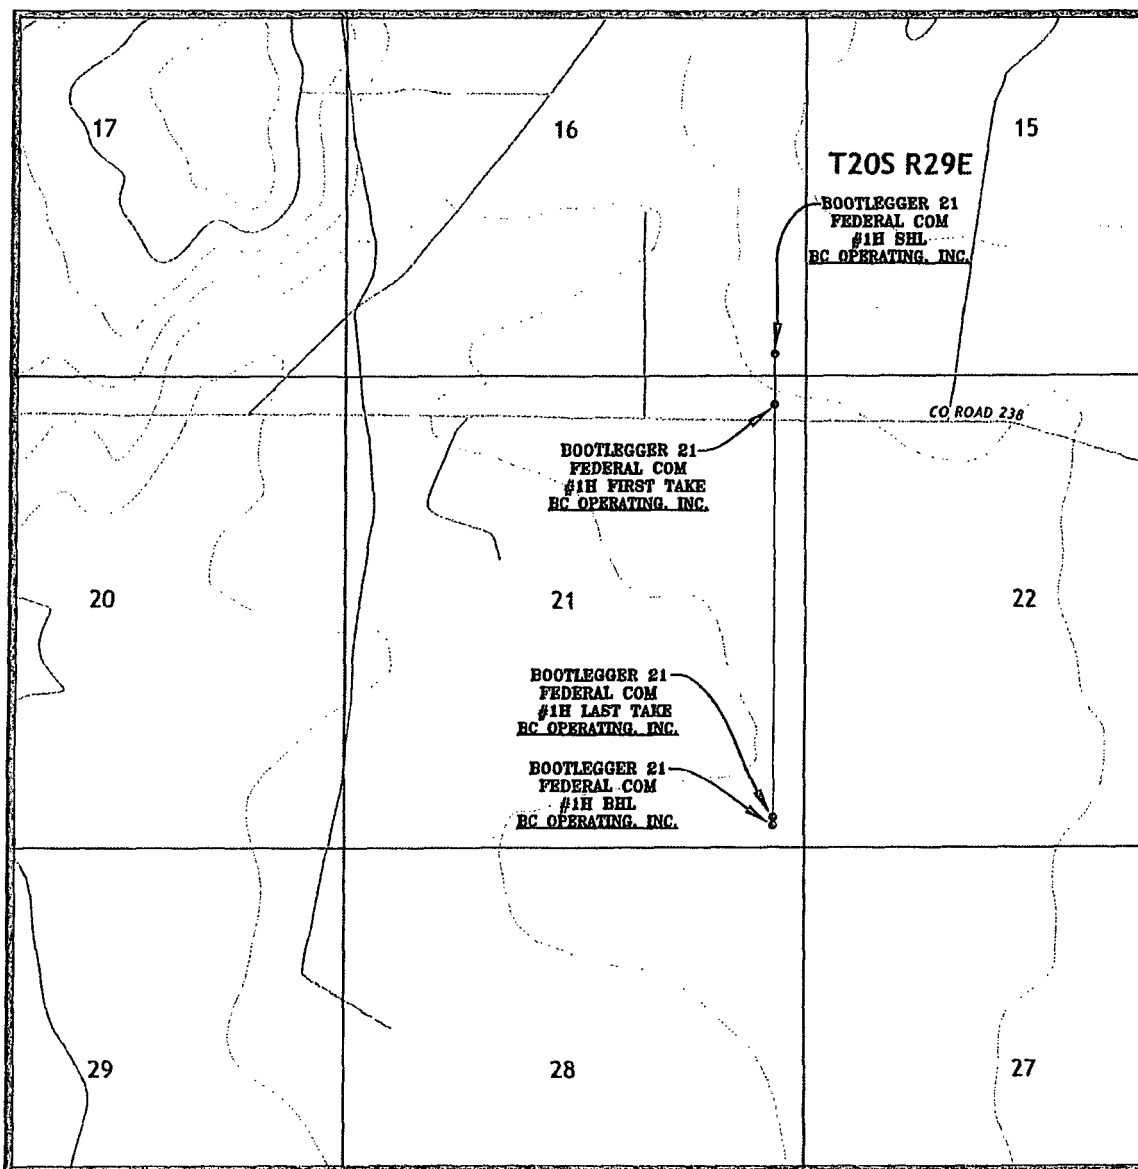 17
16
15
T20S R29E
BOOTLEGGER 21
FEDERAL COM
#1H SHL
BC OPERATING, INC.
CO ROAD 238
BOOTLEGGER 21
FEDERAL COM
#1H FIRST TAKE
BC OPERATING, INC.
20
21
22
BOOTLEGGER 21
FEDERAL COM
#1H LAST TAKE
BC OPERATING, INC.
BOOTLEGGER 21
FEDERAL COM
#1H BHL
BC OPERATING, INC.
29
28
27